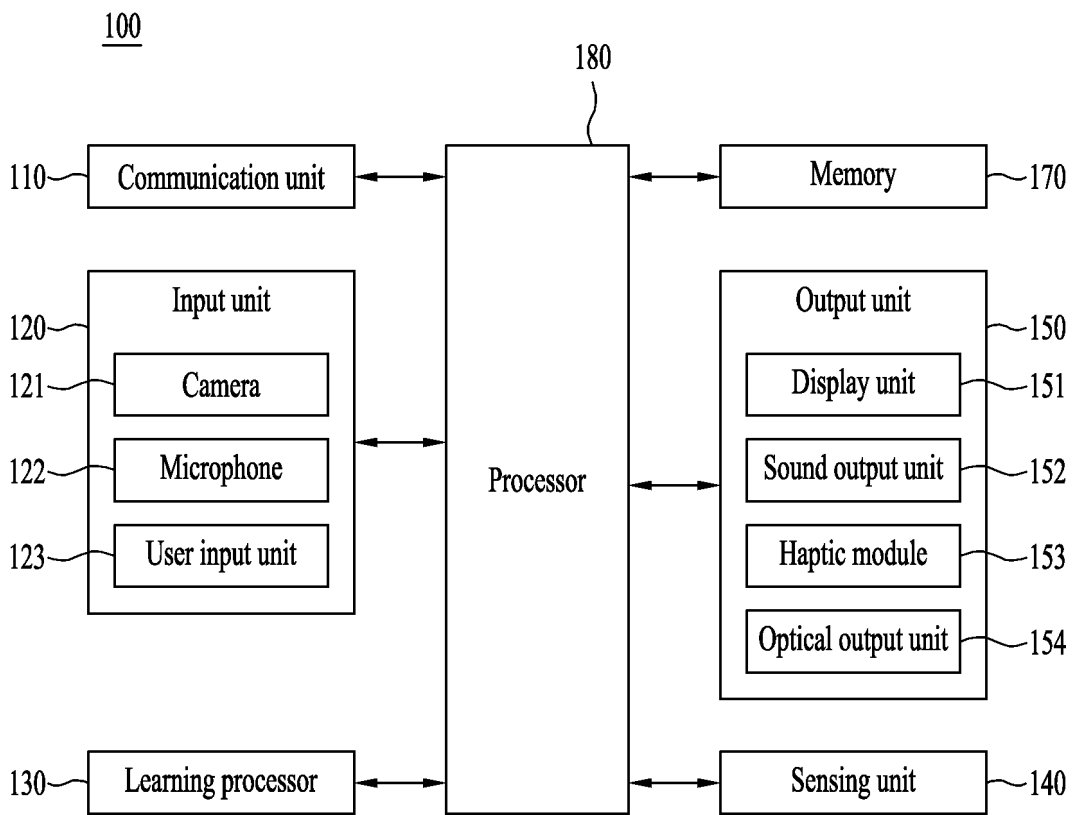 100
180
110
Communication unit
Memory
170
Input unit
120
Camera
121
Microphone
122
User input unit
123
Processor
Output unit
150
Display unit
151
Sound output unit
152
Haptic module
153
Optical output unit
154
130
Learning processor
Sensing unit
140